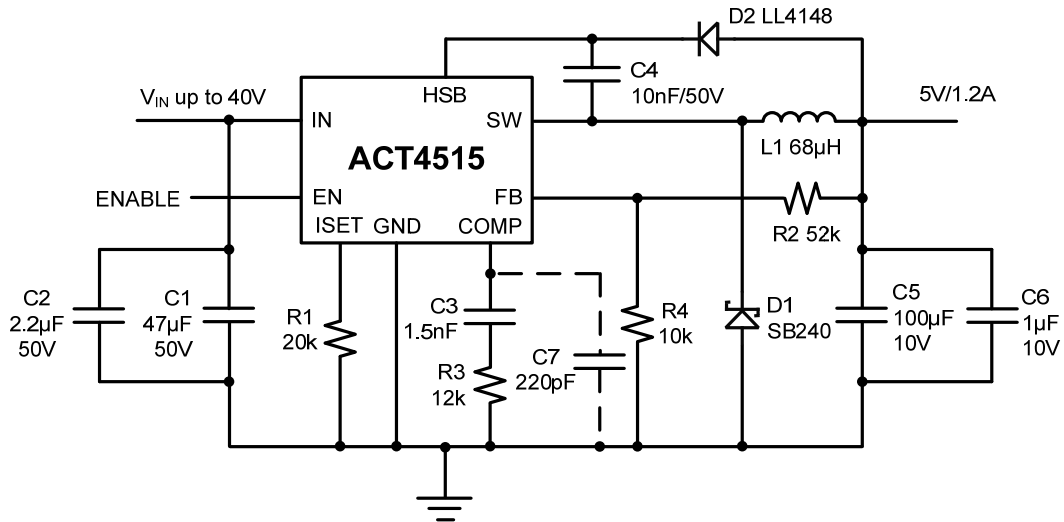 D2 LL4148
C4
10nF/50V
V_IN up to 40V
5V/1.2A
HSB
IN
SW
L1 68µH
ACT4515
ENABLE
EN
FB
ISET
GND
COMP
R2 52k
C2
2.2µF
50V
C1
47µF
50V
R1
20k
C3
1.5nF
R3
12k
C7
220pF
R4
10k
D1
SB240
C5
100µF
10V
C6
1µF
10V